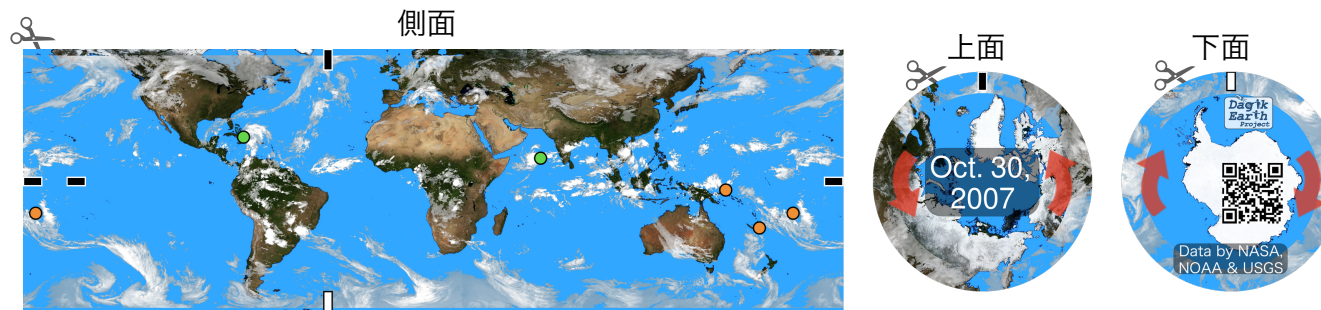 側面
上面
下面
Oct. 30,
2007
Dagik
Earth
Project
Data by NASA,
NOAA & USGS